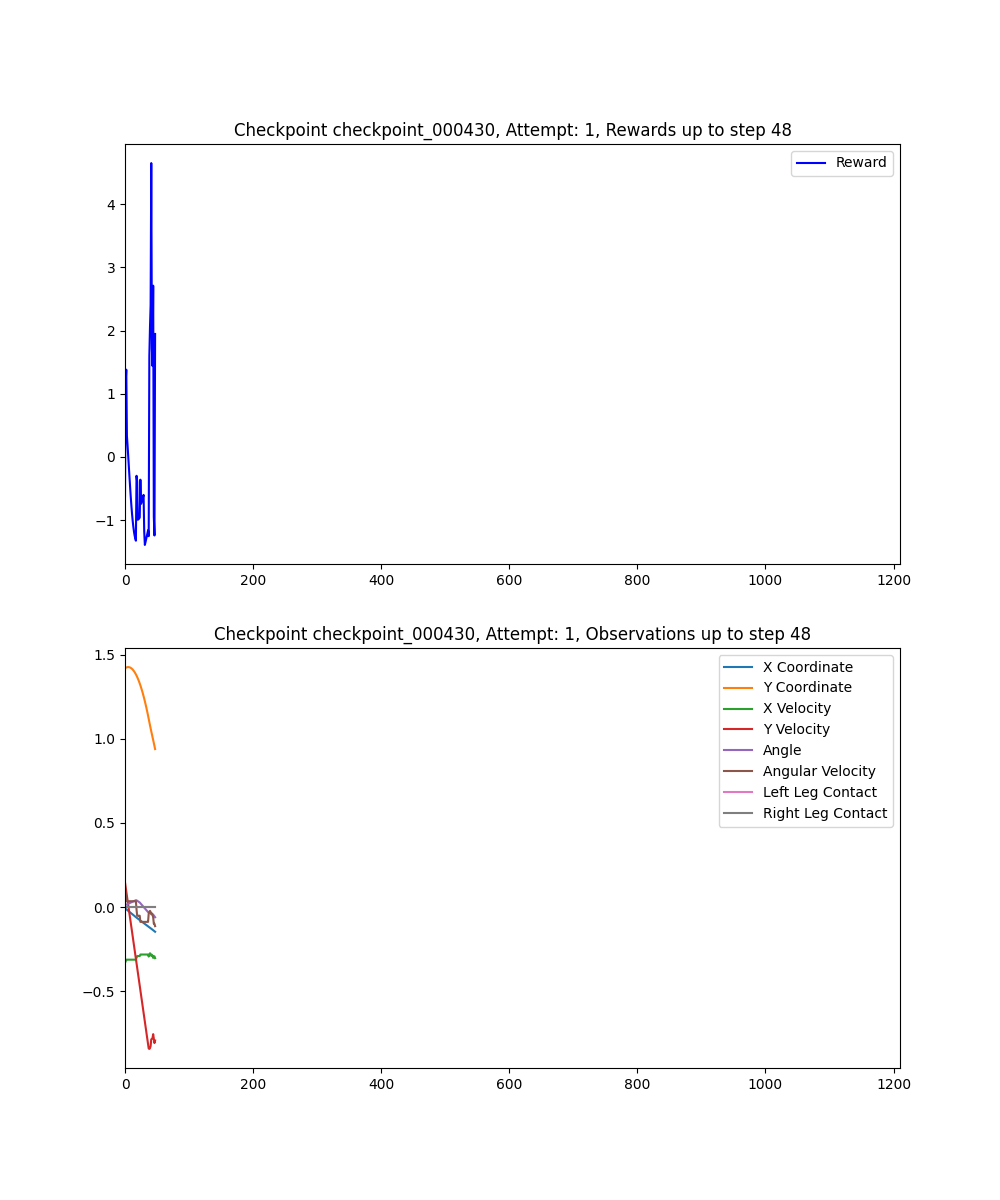 Checkpoint checkpoint_000430, Attempt: 1, Rewards up to step 48
Reward
4
3
2
1
0
−1
0 200 400 600 800 1000 1200
Checkpoint checkpoint_000430, Attempt: 1, Observations up to step 48
1.5
1.0
0.5
0.0
−0.5
X Coordinate
Y Coordinate
X Velocity
Y Velocity
Angle
Angular Velocity
Left Leg Contact
Right Leg Contact
0 200 400 600 800 1000 1200